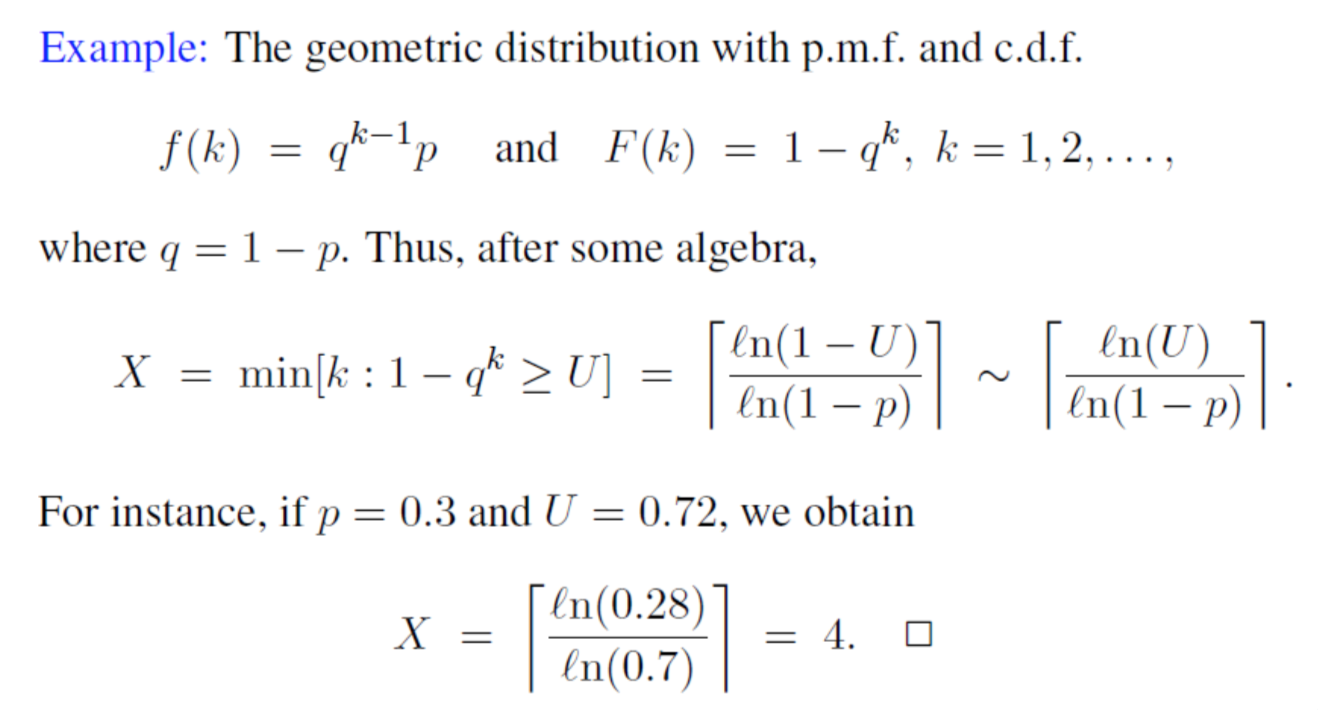 Example: The geometric distribution with p.m.f. and c.d.f.
f(k) = q^{k−1}p and F(k) = 1 − q^k, k = 1, 2, . . . ,
where q = 1 − p. Thus, after some algebra,
X = min[k : 1 − q^k ≥ U] = ⌈ℓn(1 − U)/ℓn(1 − p)⌉ ∼ ⌈ℓn(U)/ℓn(1 − p)⌉.
For instance, if p = 0.3 and U = 0.72, we obtain
X = ⌈ℓn(0.28)/ℓn(0.7)⌉ = 4. □